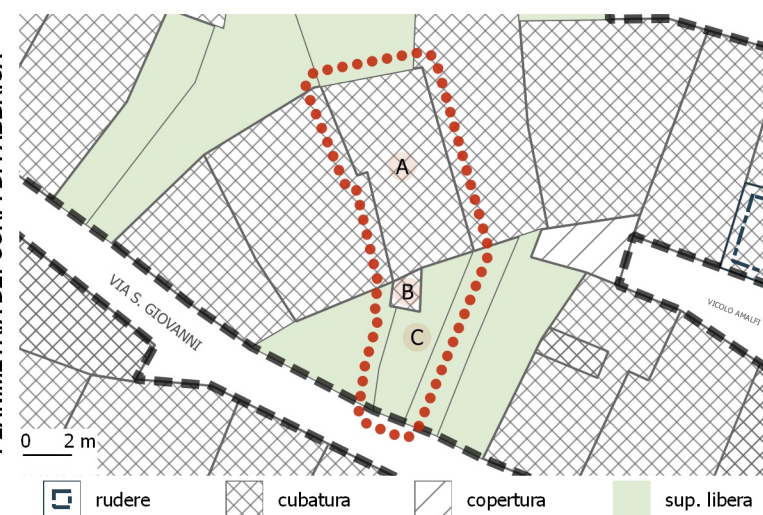 A
B
C
VIA S. GIOVANNI
VICOLO AMALFI
0 2 m
rudere
cubatura
copertura
sup. libera